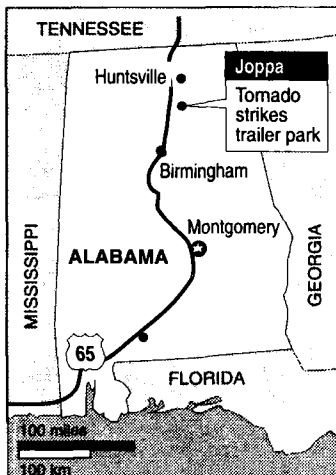 TENNESSEE
Huntsville
Joppa
Tornado
strikes
trailer park
Birmingham
Montgomery
ALABAMA
MISSISSIPPI
GEORGIA
65
FLORIDA
100 miles
100 km